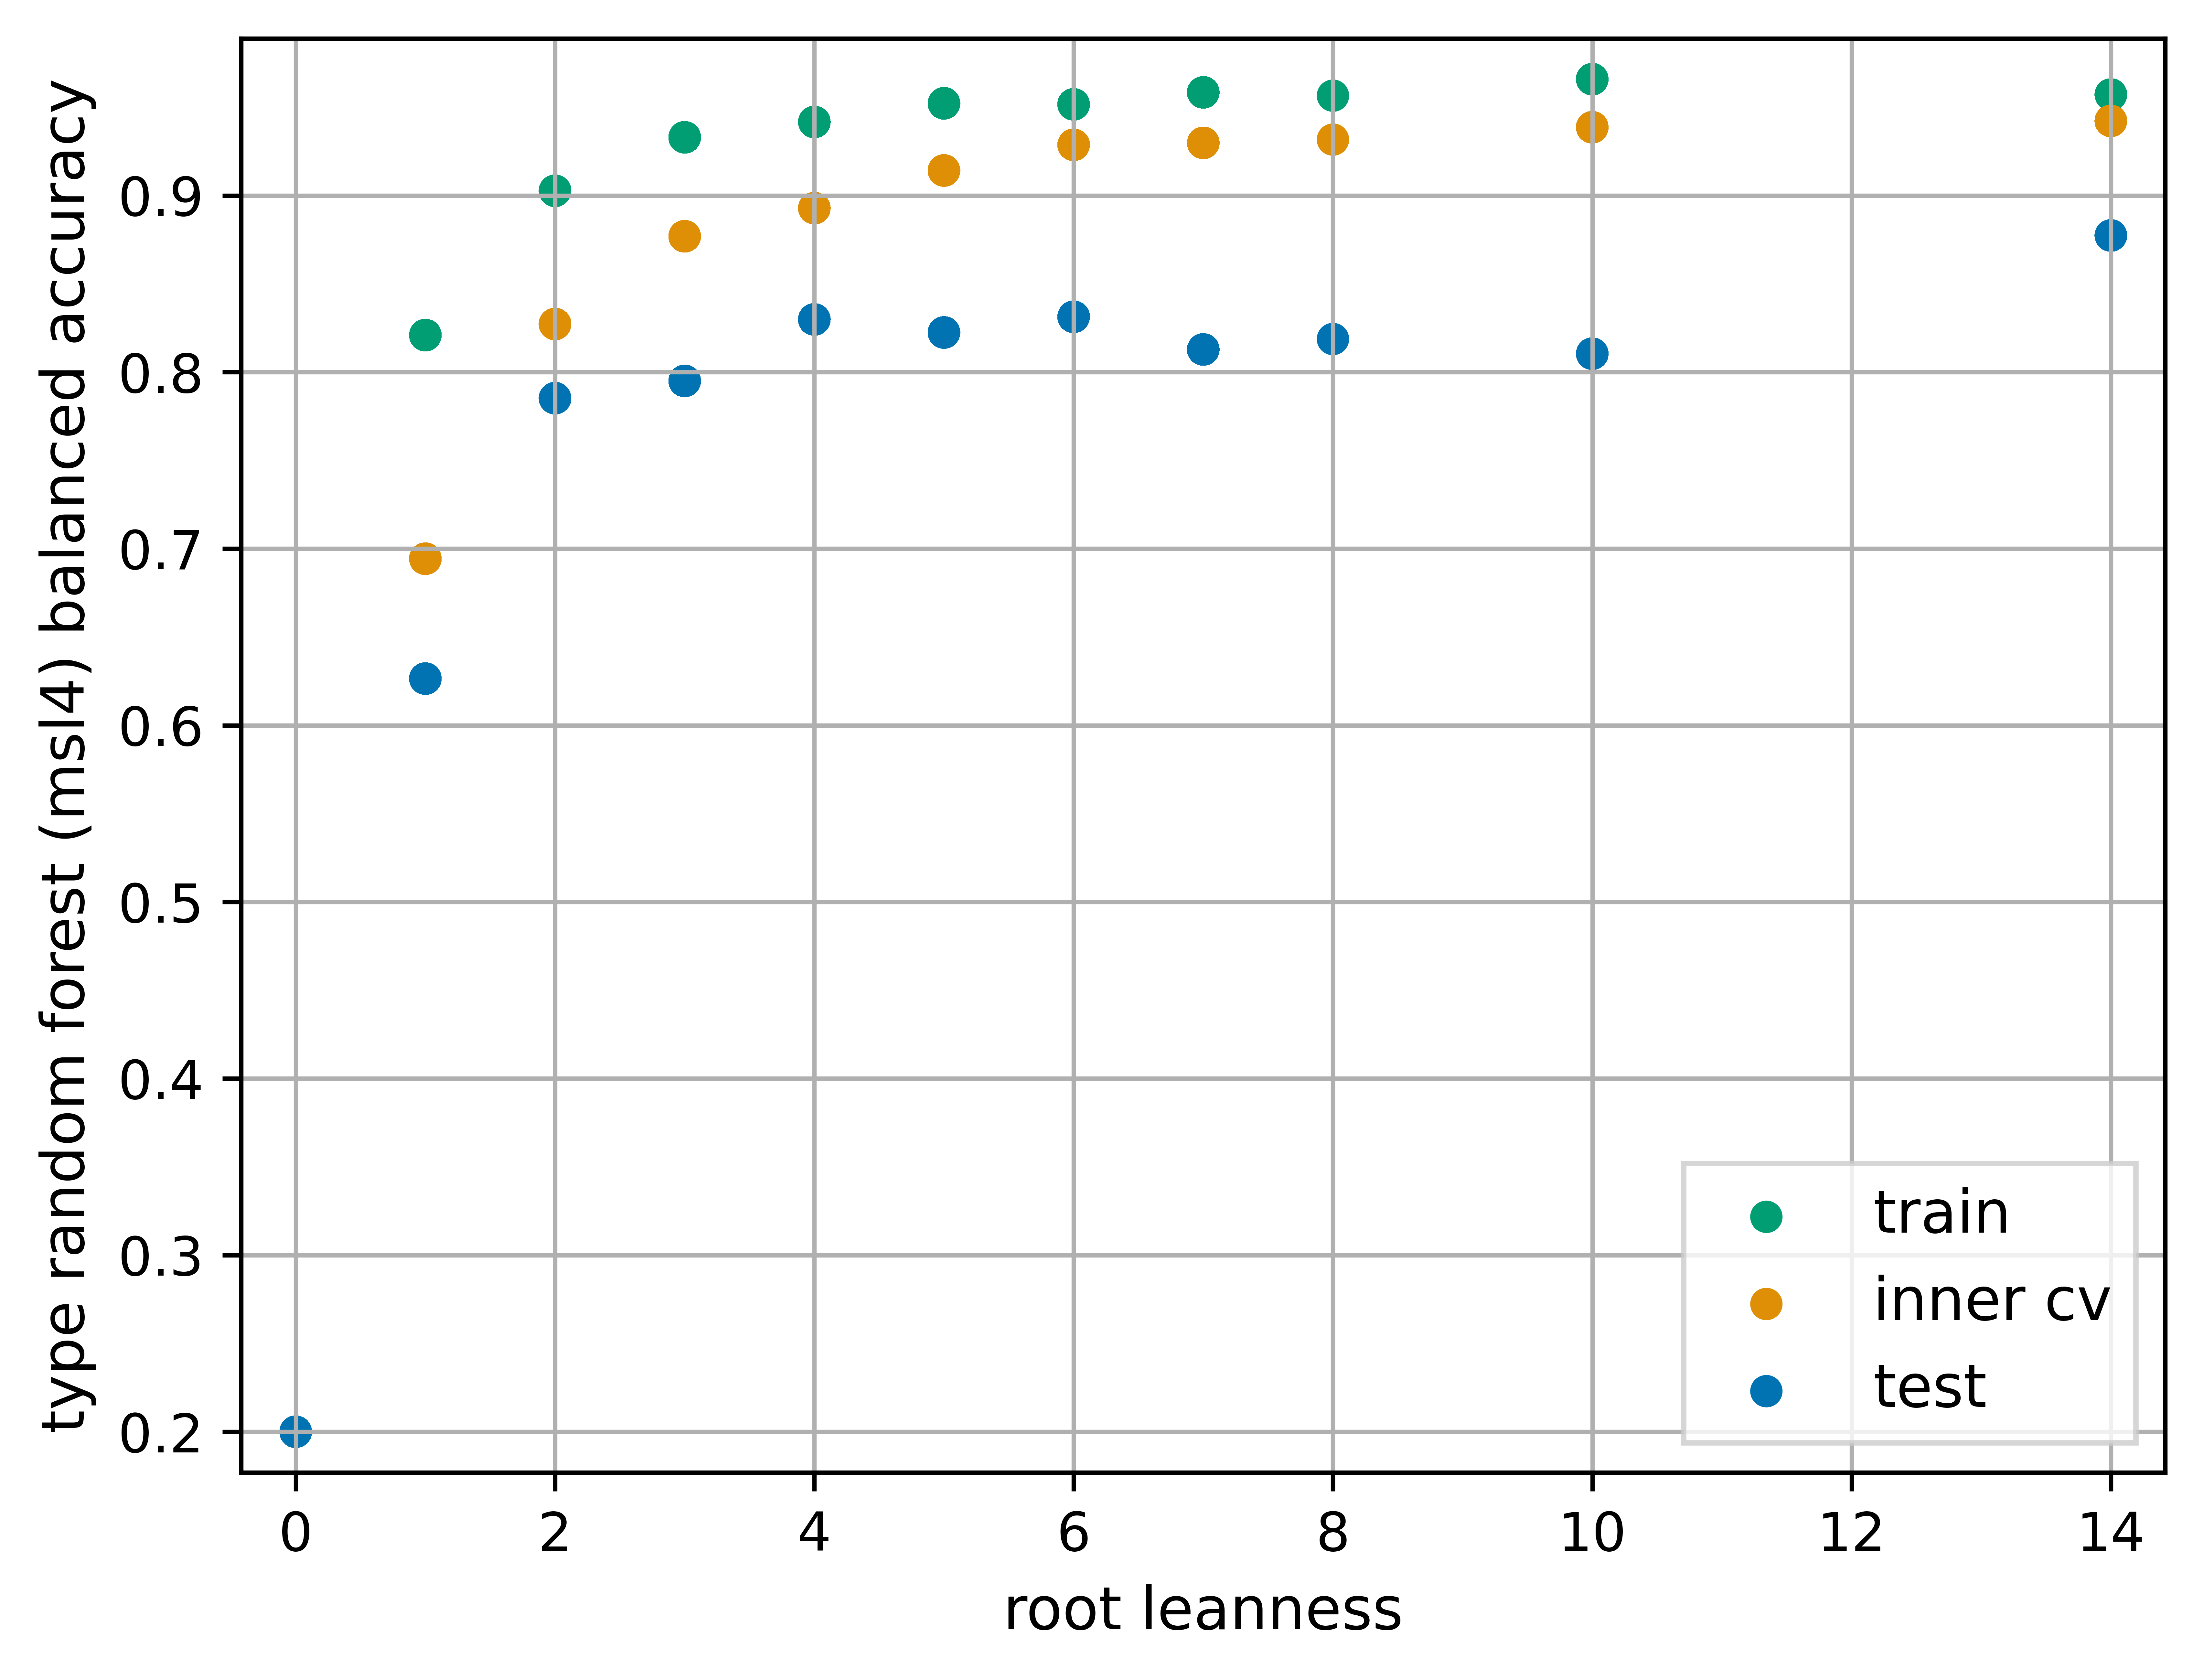 type random forest (msl4) balanced accuracy
0.9
0.8
0.7
0.6
0.5
0.4
0.3
0.2
train
inner cv
test
0 2 4 6 8 10 12 14
root leanness